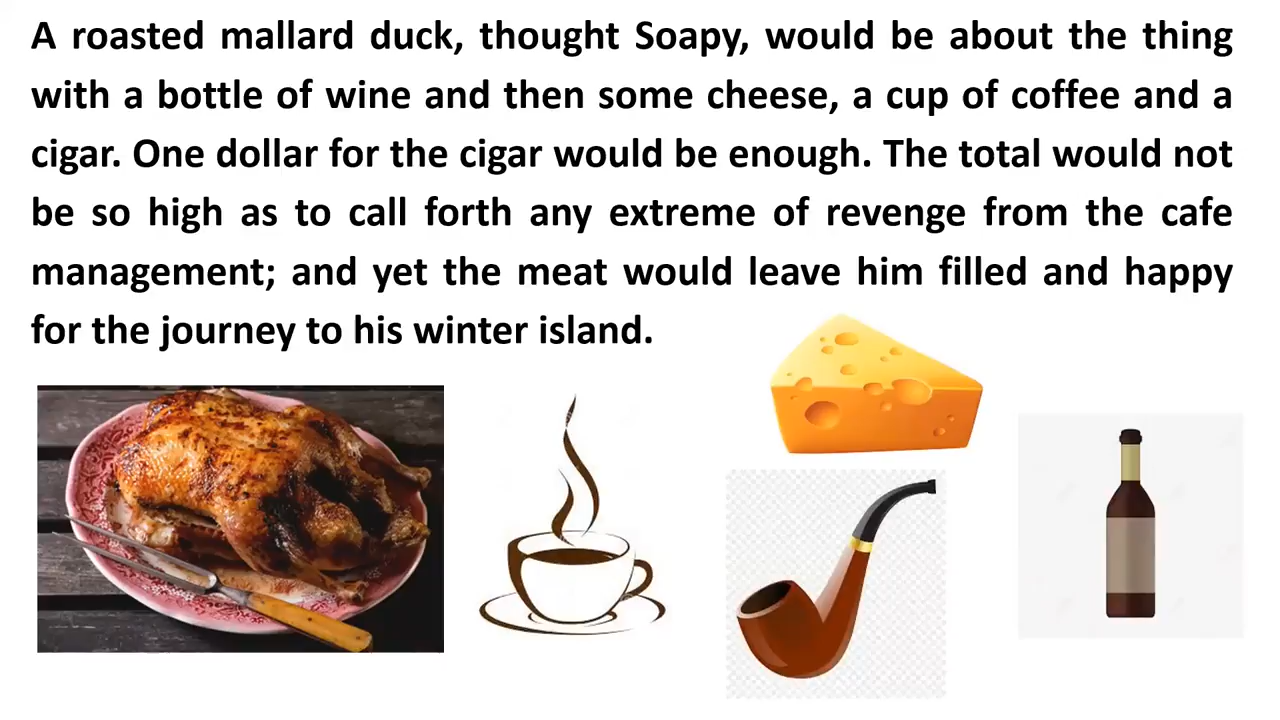 A roasted mallard duck, thought Soapy, would be about the thing
with a bottle of wine and then some cheese, a cup of coffee and a
cigar. One dollar for the cigar would be enough. The total would not
be so high as to call forth any extreme of revenge from the cafe
management; and yet the meat would leave him filled and happy
for the journey to his winter island.